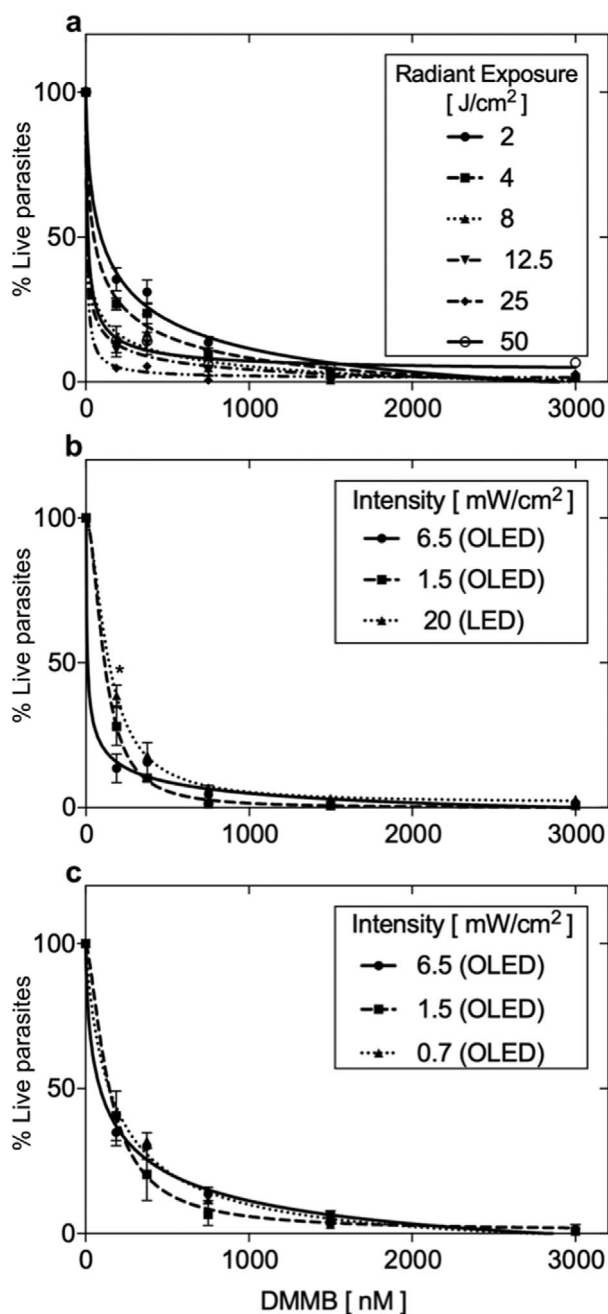 a
% Live parasites
100
50
0
Radiant Exposure
[ J/cm²]
2
4
8
12.5
25
50
0
1000
2000
3000
b
% Live parasites
100
50
0
*
Intensity [ mW/cm²]
6.5 (OLED)
1.5 (OLED)
20 (LED)
0
1000
2000
3000
c
% Live parasites
100
50
0
Intensity [ mW/cm²]
6.5 (OLED)
1.5 (OLED)
0.7 (OLED)
0
1000
2000
3000
DMMB [ nM]